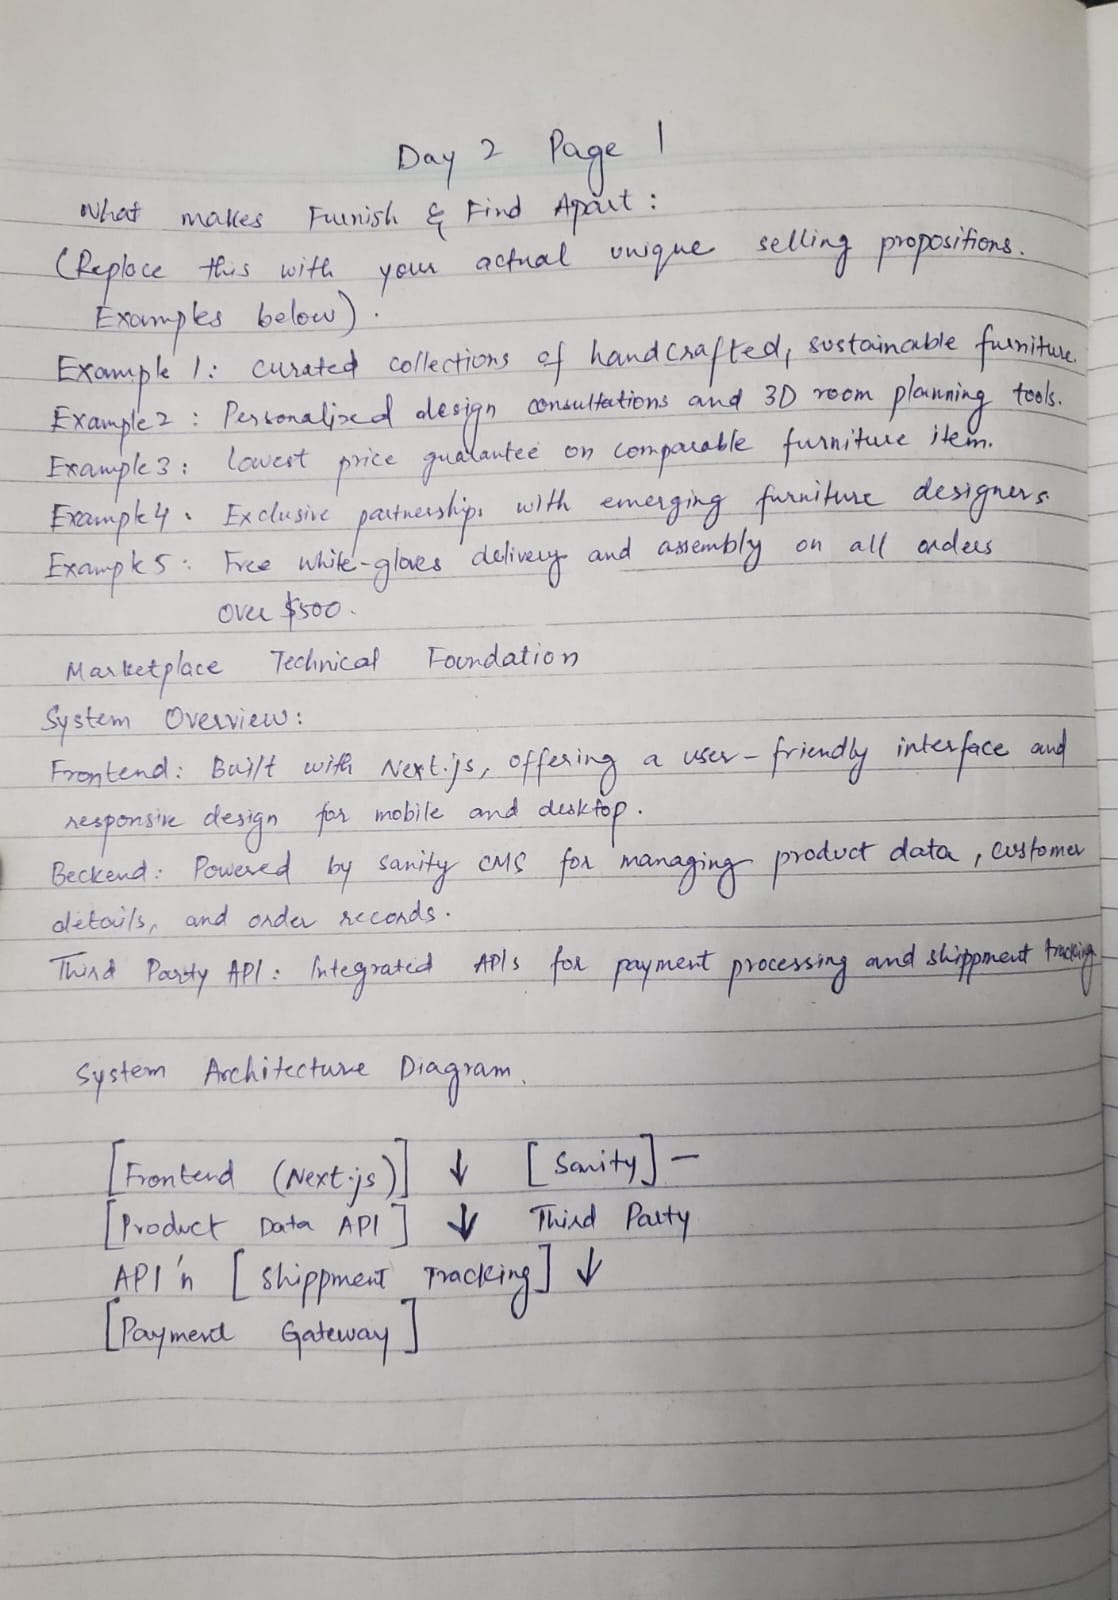 Day 2 Page 1
What makes Furnish & Find Apart:
(Replace this with your actual unique selling propositions.
Examples below).
Example 1: curated collections of handcrafted, sustainable furniture.
Example 2: Personalized design consultations and 3D room planning tools.
Example 3: lowest price guarantee on comparable furniture item.
Example 4: Exclusive partnerships with emerging furniture designers.
Example 5: Free white-gloves delivery and assembly on all orders
over $500.
Marketplace Technical Foundation
System Overview:
Frontend: Built with Next.js, offering a user-friendly interface and
responsive design for mobile and desktop.
Beckend: Powered by sanity CMS for managing product data, customer
details, and order records.
Third Party API: Integrated APIs for payment processing and shippment tracking.
System Architecture Diagram.
[Frontend (Next.js)] ↓ [Sanity] –
[Product Data API] ↓ Third Party
API'n [Shippment Tracking] ↓
[Payment Gateway]